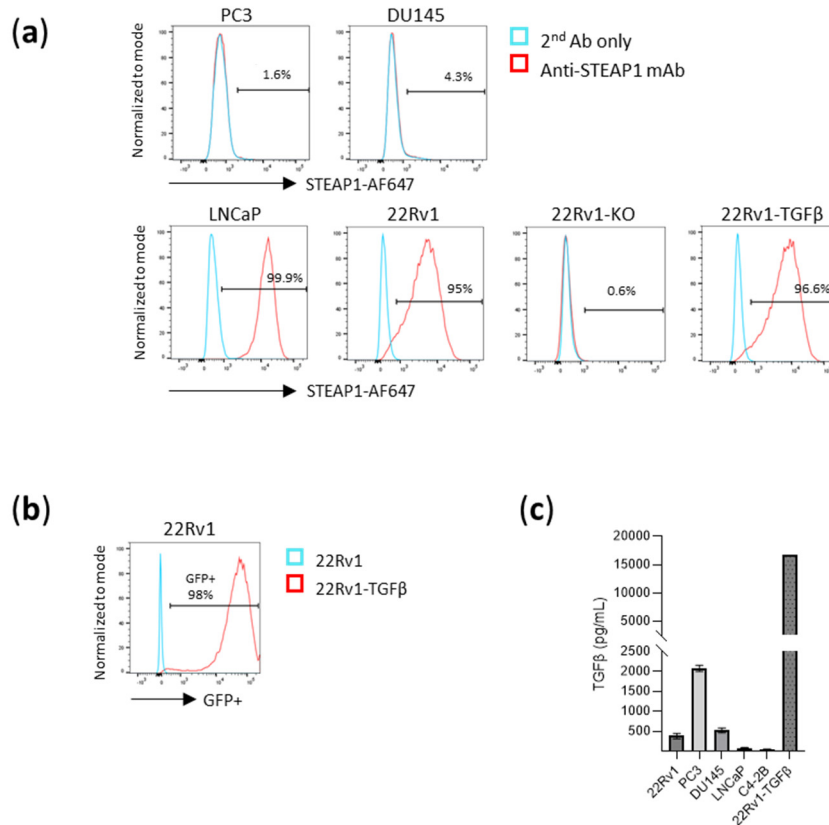 (a)
PC3
DU145
2nd Ab only
Anti-STEAP1 mAb
Normalized to mode
1.6%
4.3%
STEAP1-AF647
LNCaP
22Rv1
22Rv1-KO
22Rv1-TGFβ
Normalized to mode
99.9%
95%
0.6%
96.6%
STEAP1-AF647
(b)
22Rv1
22Rv1
22Rv1-TGFβ
Normalized to mode
GFP+
98%
GFP+
(c)
TGFβ (pg/mL)
20000
15000
10000
5000
2500
2000
1500
1000
500
22Rv1
PC3
DU145
LNCaP
C4-2B
22Rv1-TGFβ